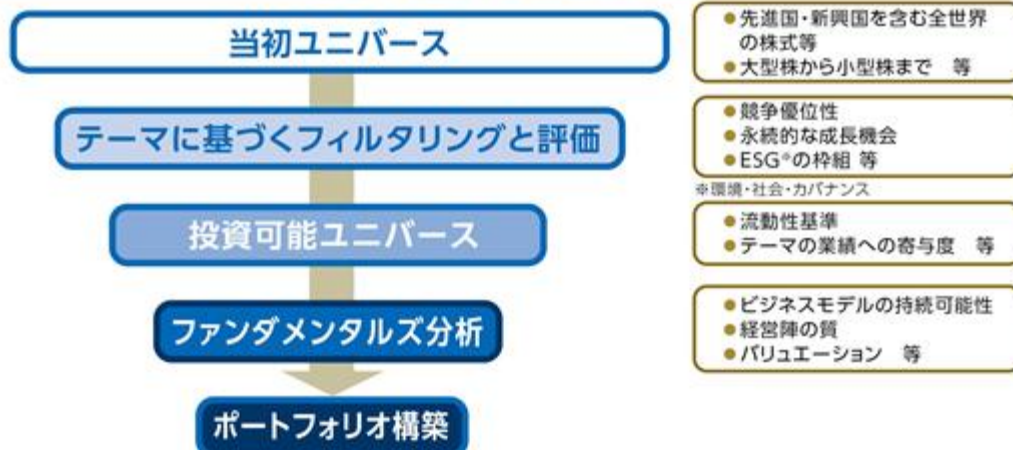 当初ユニバース
●先進国・新興国を含む全世界
の株式等
●大型株から小型株まで 等
テーマに基づくフィルタリングと評価
●競争優位性
●永続的な成長機会
●ESG※の枠組 等
※環境・社会・ガバナンス
投資可能ユニバース
●流動性基準
●テーマの業績への寄与度 等
ファンダメンタルズ分析
●ビジネスモデルの持続可能性
●経営陣の質
●バリュエーション 等
ポートフォリオ構築